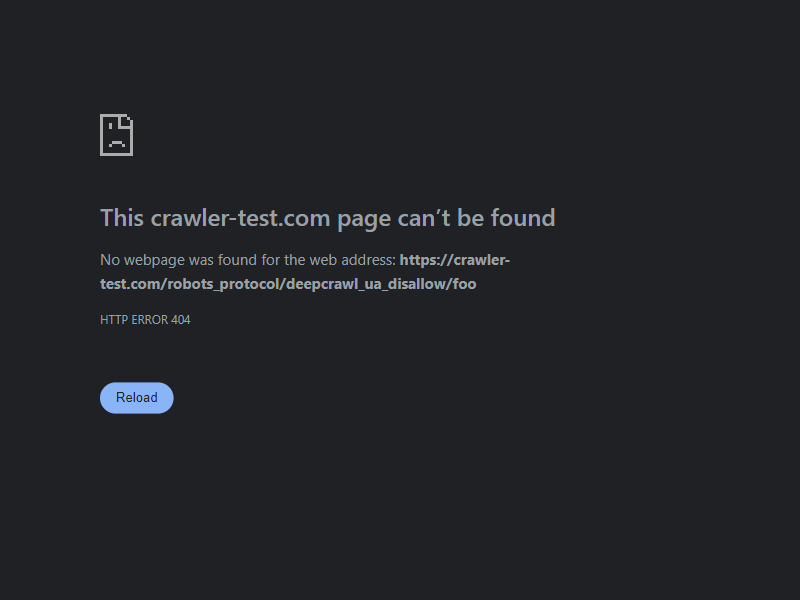 This crawler-test.com page can’t be found
No webpage was found for the web address: https://crawler-
test.com/robots_protocol/deepcrawl_ua_disallow/foo
HTTP ERROR 404
Reload